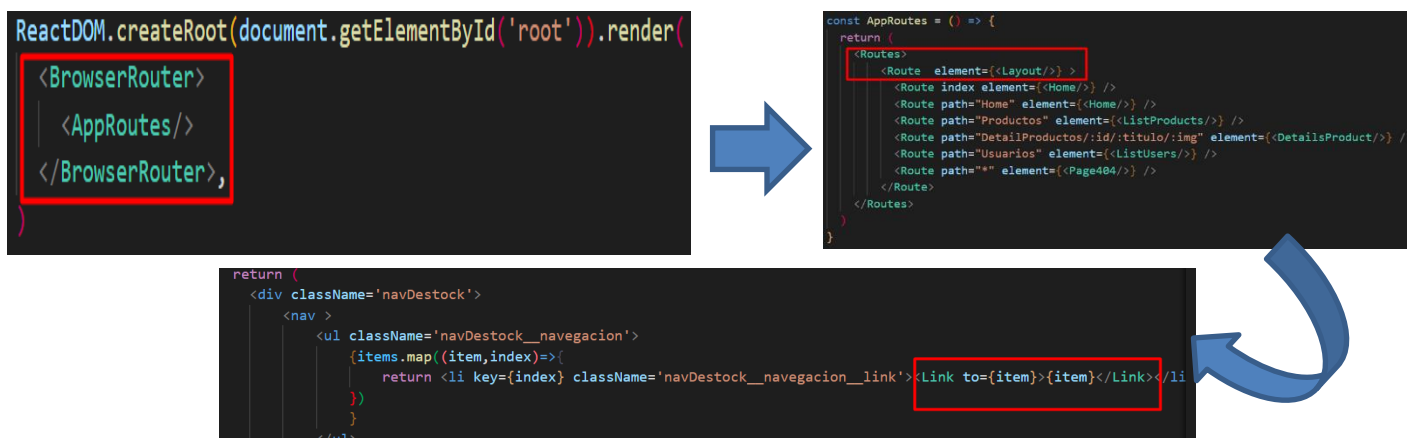 ReactDOM.createRoot(document.getElementById('root')).render(
<BrowserRouter>
<AppRoutes/>
</BrowserRouter>,
)
const AppRoutes = () => {
return (
<Routes>
<Route  element={<Layout/>} >
<Route index element={<Home/>} />
<Route path="Home" element={<Home/>} />
<Route path="Productos" element={<ListProducts/>} />
<Route path="DetailProductos/:id/:titulo/:img" element={<DetailsProduct/>} /
<Route path="Usuarios" element={<ListUsers/>} />
<Route path="*" element={<Page404/>} />
</Route>
</Routes>
)
}
return (
<div className='navDestock'>
<nav >
<ul className='navDestock__navegacion'>
{items.map((item,index)=>{
return <li key={index} className='navDestock__navegacion__link'><Link to={item}>{item}</Link></li
})
}
</ul>